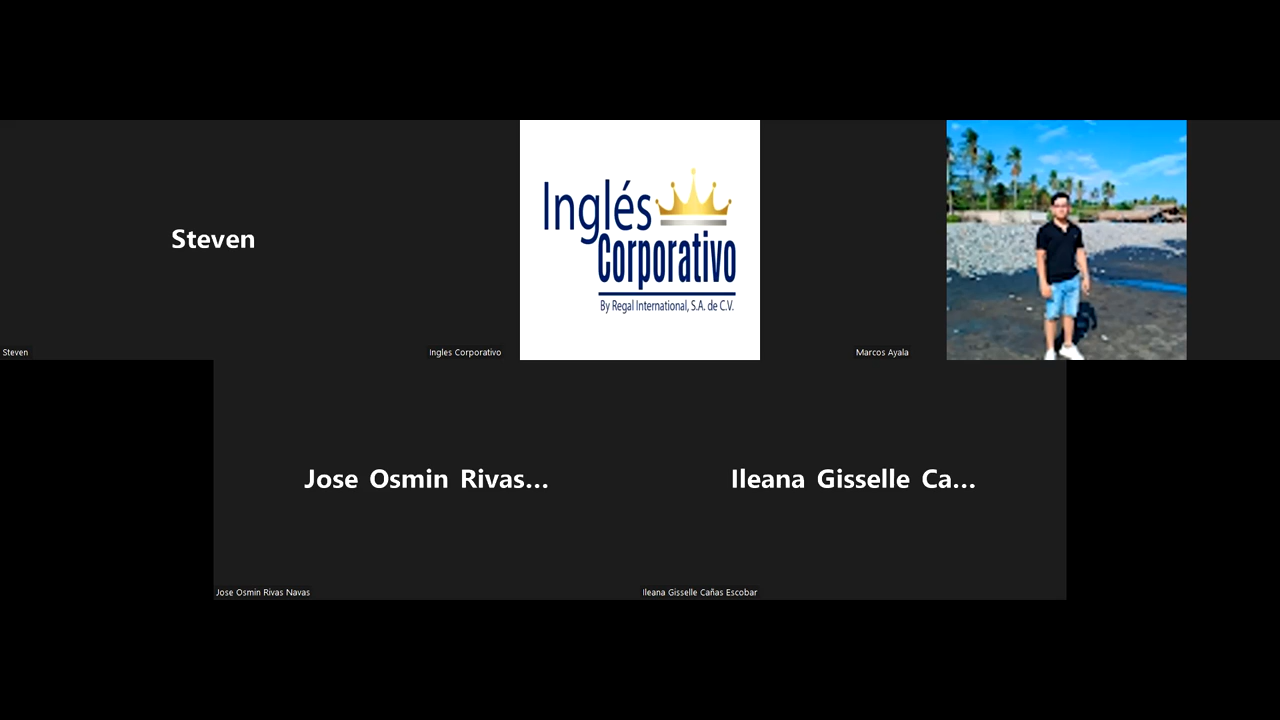 Steven
Steven
Inglés
Corporativo
By Regal International, S.A. de C.V.
Ingles Corporativo
Marcos Ayala
Jose Osmin Rivas...
Jose Osmin Rivas Navas
Ileana Gisselle Ca...
Ileana Gisselle Cañas Escobar